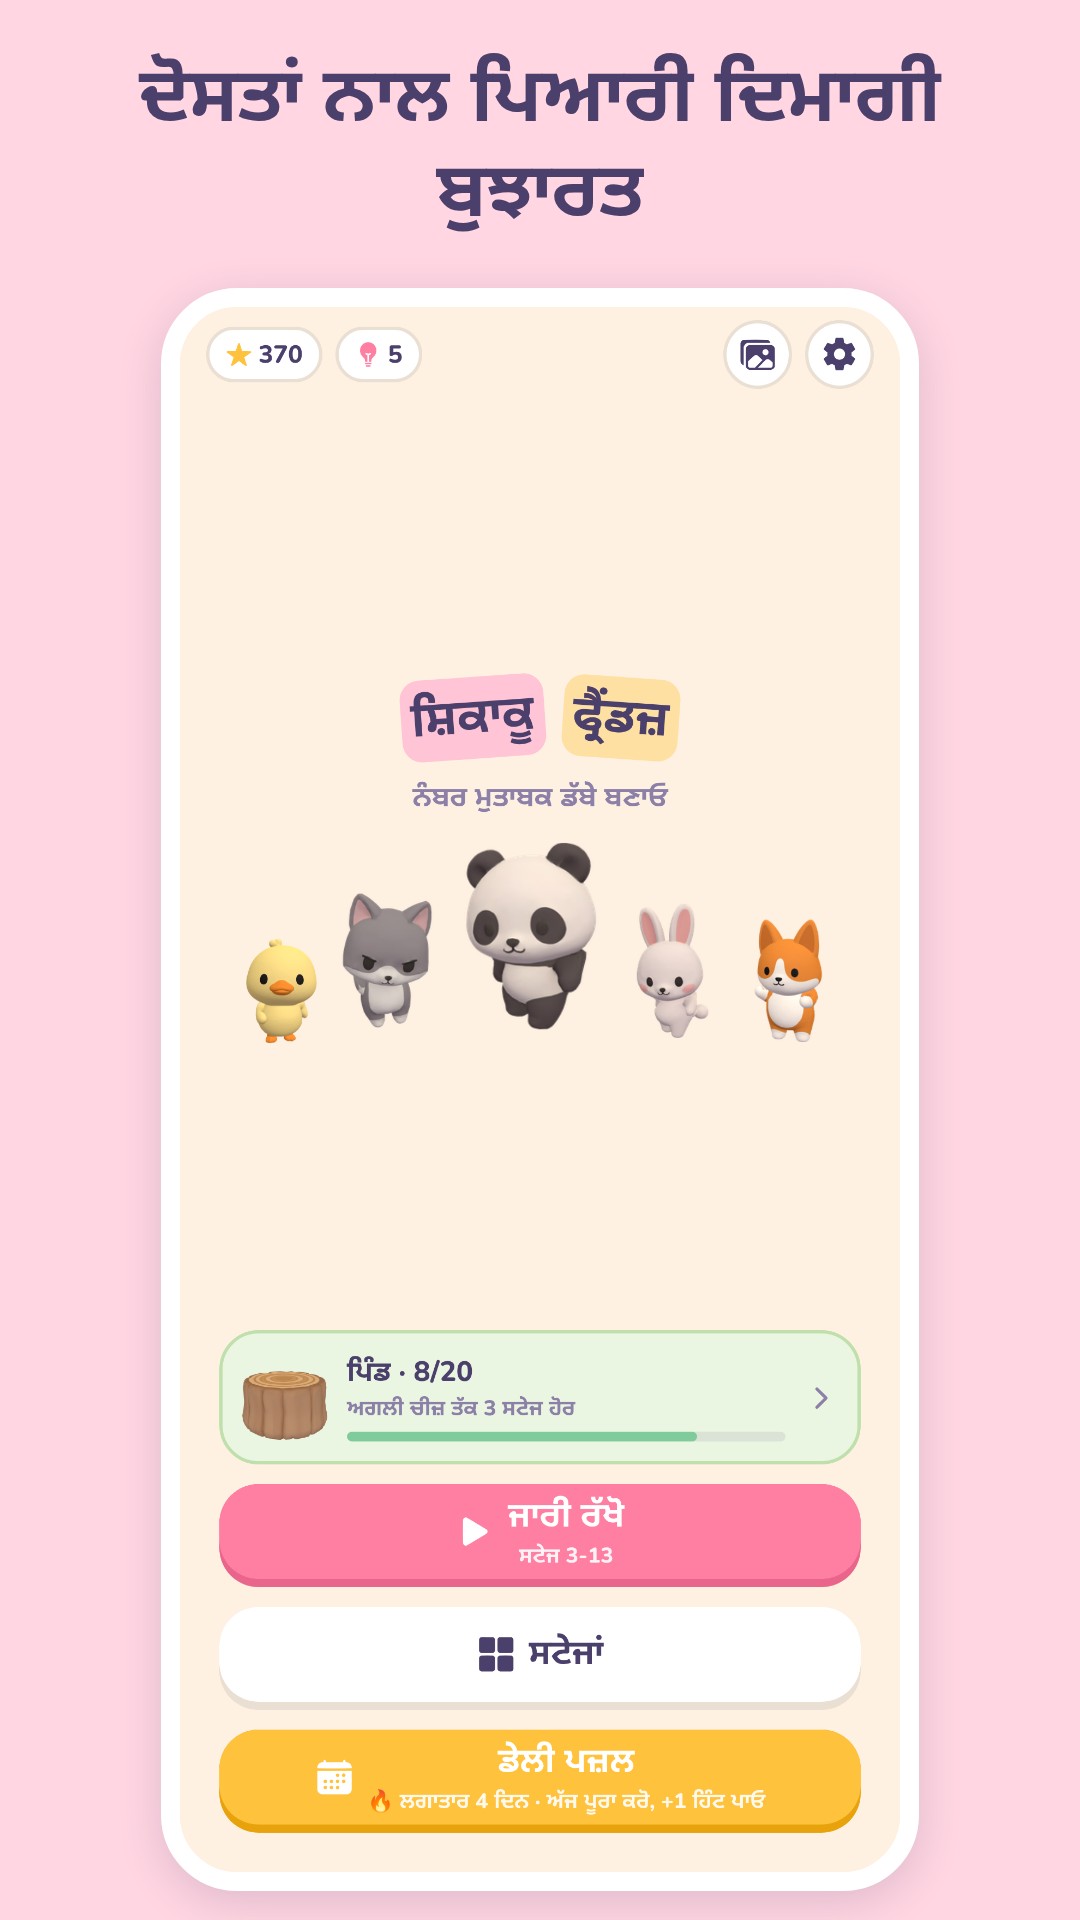 ਦੋਸਤਾਂ ਨਾਲ ਪਿਆਰੀ ਦਿਮਾਗੀ
ਬੁਝਾਰਤ
370
5
ਸ਼ਿਕਾਕੂ ਫ੍ਰੈਂਡਜ਼
ਨੰਬਰ ਮੁਤਾਬਕ ਡੱਬੇ ਬਣਾਓ
ਪਿੰਡ · 8/20
ਅਗਲੀ ਚੀਜ਼ ਤੱਕ 3 ਸਟੇਜ ਹੋਰ
ਜਾਰੀ ਰੱਖੋ
ਸਟੇਜ 3-13
ਸਟੇਜਾਂ
ਡੇਲੀ ਪਜ਼ਲ
🔥 ਲਗਾਤਾਰ 4 ਦਿਨ · ਅੱਜ ਪੂਰਾ ਕਰੋ, +1 ਹਿੰਟ ਪਾਓ